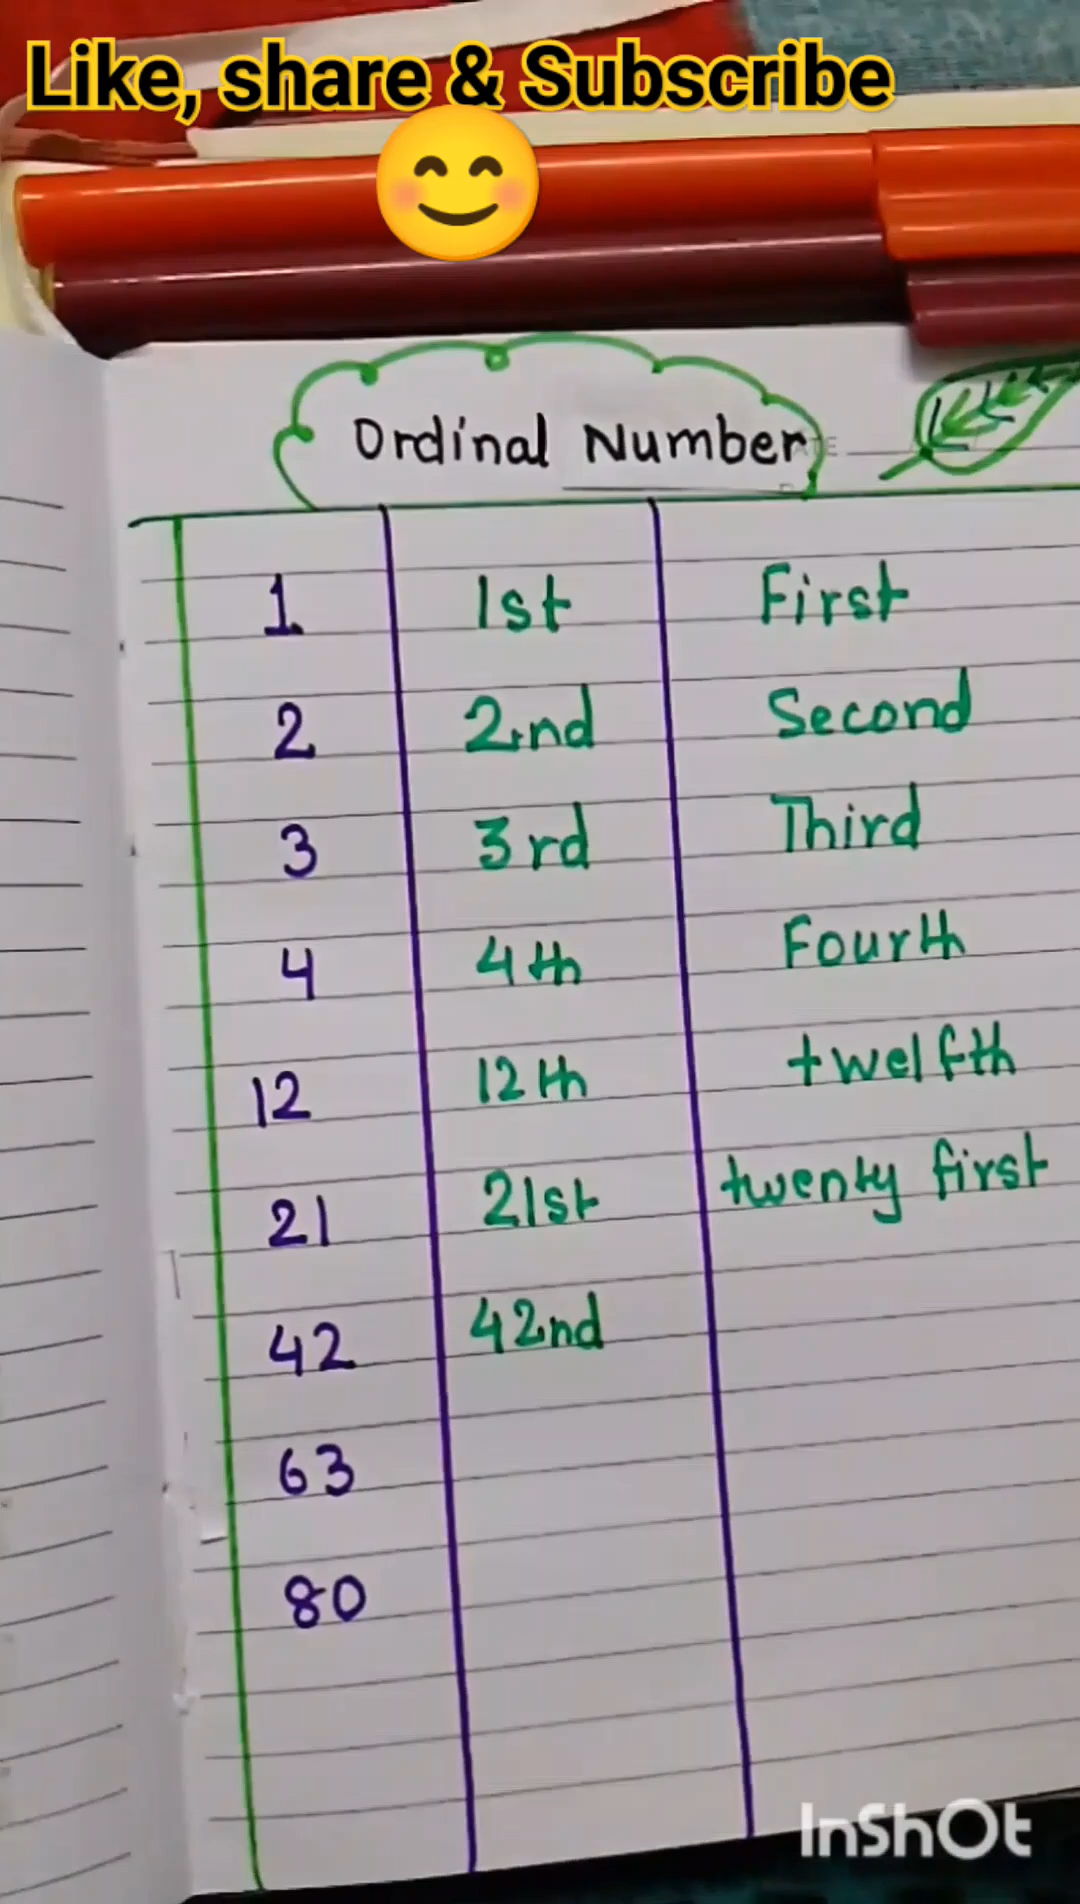 Like, share & Subscribe
Ordinal Number
1 1st First
2 2nd Second
3 3rd Third
4 4th Fourth
12 12th twelfth
21 21st twenty first
42 42nd
63
80
InShOt